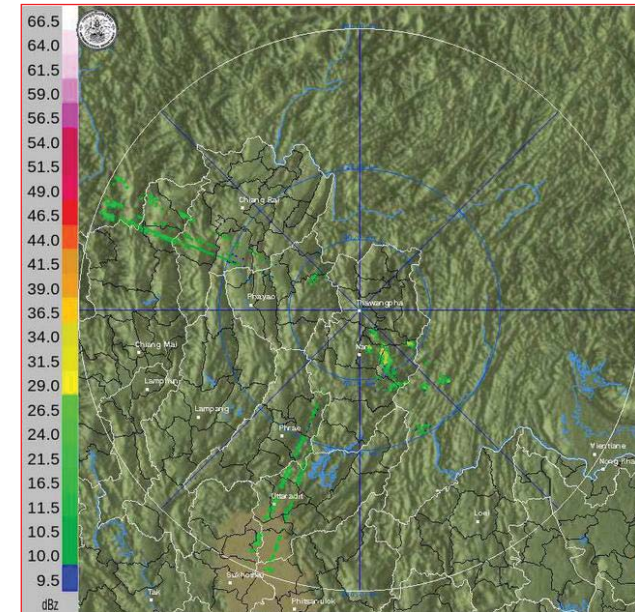 66.5
64.0
61.5
59.0
56.5
54.0
51.5
49.0
46.5
44.0
41.5
39.0
36.5
34.0
31.5
29.0
26.5
24.0
21.5
16.5
11.5
10.5
10.0
9.5
dBz
Chiang Rai
Phayao
Thawangpha
Nan
Chiang Mai
Lamphun
Lampang
Phrae
Uttaradit
Vientiane
Nong Kha
Loei
Sukhothai
Phitsanulok
Tak